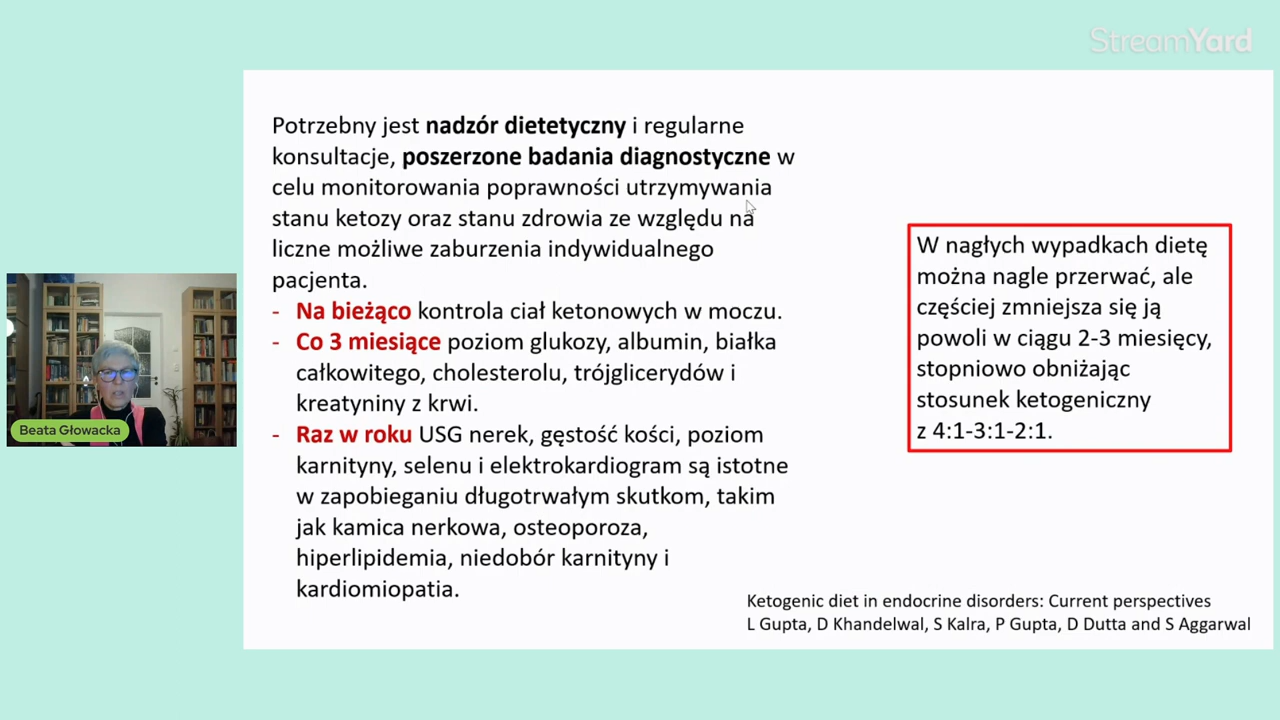 StreamYard
Potrzebny jest nadzór dietetyczny i regularne
konsultacje, poszerzone badania diagnostyczne w
celu monitorowania poprawności utrzymywania
stanu ketozy oraz stanu zdrowia ze względu na
liczne możliwe zaburzenia indywidualnego
pacjenta.
- Na bieżąco kontrola ciał ketonowych w moczu.
- Co 3 miesiące poziom glukozy, albumin, białka
całkowitego, cholesterolu, trójglicerydów i
kreatyniny z krwi.
- Raz w roku USG nerek, gęstość kości, poziom
karnityny, selenu i elektrokardiogram są istotne
w zapobieganiu długotrwałym skutkom, takim
jak kamica nerkowa, osteoporoza,
hiperlipidemia, niedobór karnityny i
kardiomiopatia.
W nagłych wypadkach dietę
można nagle przerwać, ale
częściej zmniejsza się ją
powoli w ciągu 2-3 miesięcy,
stopniowo obniżając
stosunek ketogeniczny
z 4:1-3:1-2:1.
Beata Głowacka
Ketogenic diet in endocrine disorders: Current perspectives
L Gupta, D Khandelwal, S Kalra, P Gupta, D Dutta and S Aggarwal